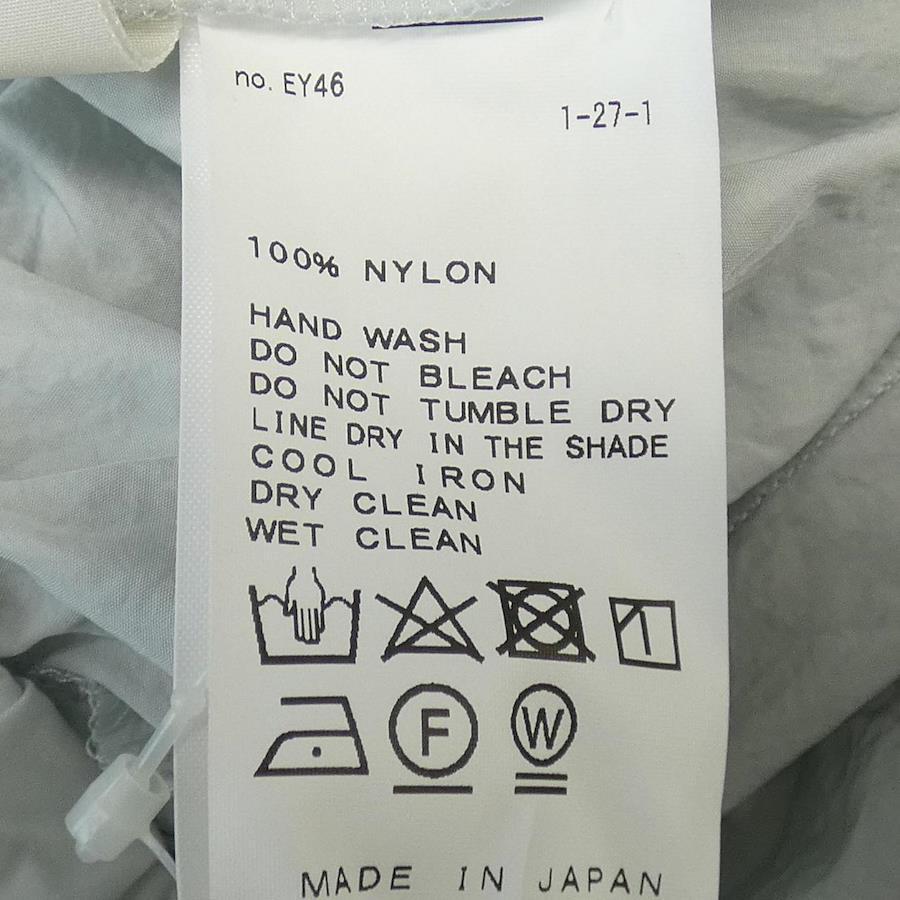 no. EY46
1-27-1
100% NYLON
HAND WASH
DO NOT BLEACH
DO NOT TUMBLE DRY
LINE DRY IN THE SHADE
COOL IRON
DRY CLEAN
WET CLEAN
F W
MADE IN JAPAN